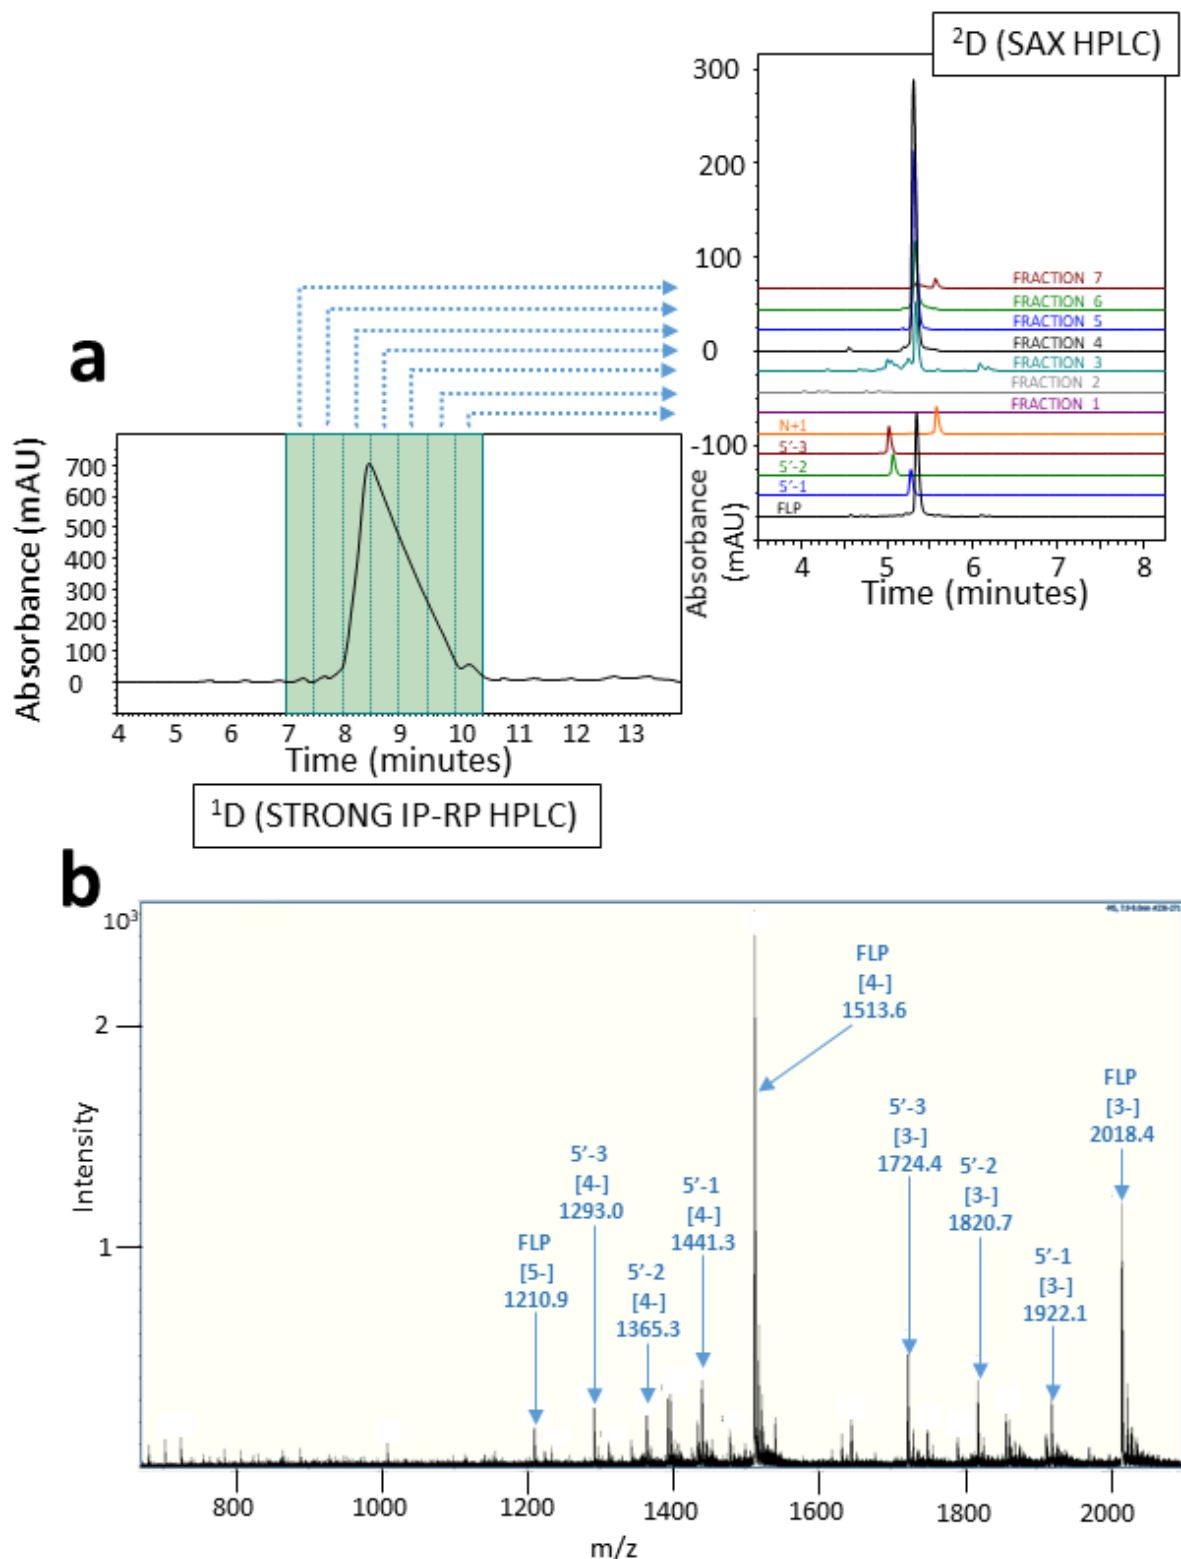 ²D (SAX HPLC)
300
200
100
0
-100
Absorbance
(mAU)
FRACTION 7
FRACTION 6
FRACTION 5
FRACTION 4
FRACTION 3
FRACTION 2
FRACTION 1
N+1
5'-3
5'-2
5'-1
FLP
4
5
6
7
8
Time (minutes)
a
Absorbance (mAU)
700
600
500
400
300
200
100
0
4
5
6
7
8
9
10
11
12
13
Time (minutes)
¹D (STRONG IP-RP HPLC)
b
10³
2
1
Intensity
FLP
[5-]
1210.9
5'-3
[4-]
1293.0
5'-2
[4-]
1365.3
5'-1
[4-]
1441.3
FLP
[4-]
1513.6
5'-3
[3-]
1724.4
5'-2
[3-]
1820.7
5'-1
[3-]
1922.1
FLP
[3-]
2018.4
800
1000
1200
1400
1600
1800
2000
m/z